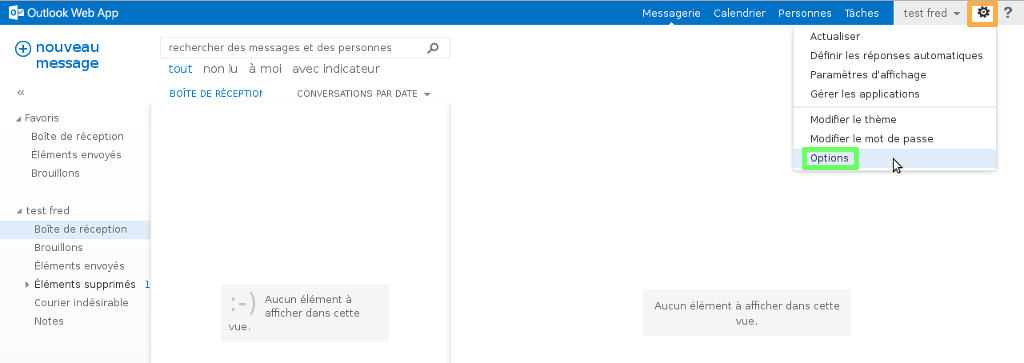 Outlook Web App
Messagerie Calendrier Personnes Tâches test fred ?
nouveau
message
rechercher des messages et des personnes
tout non lu à moi avec indicateur
BOÎTE DE RÉCEPTION CONVERSATIONS PAR DATE
«
Favoris
Boîte de réception
Éléments envoyés
Brouillons
test fred
Boîte de réception
Brouillons
Éléments envoyés
Éléments supprimés 1
Courier indésirable
Notes
:-) Aucun élément à
afficher dans cette
vue.
Aucun élément à afficher dans cette
vue.
Actualiser
Définir les réponses automatiques
Paramètres d'affichage
Gérer les applications
Modifier le thème
Modifier le mot de passe
Options